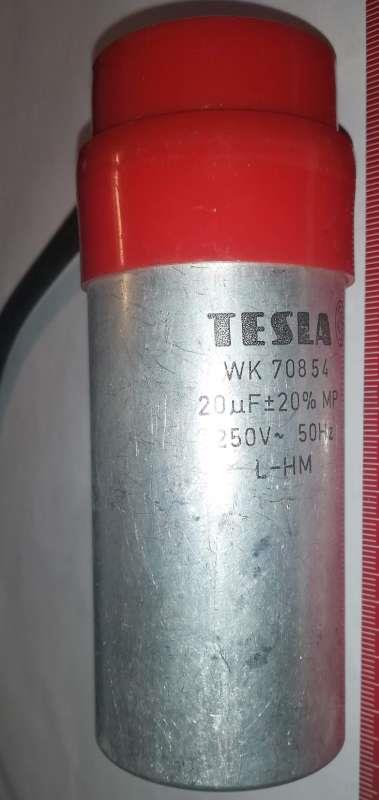 TESLA
WK 70854
20µF±20% MP
250V~ 50Hz
L-HM